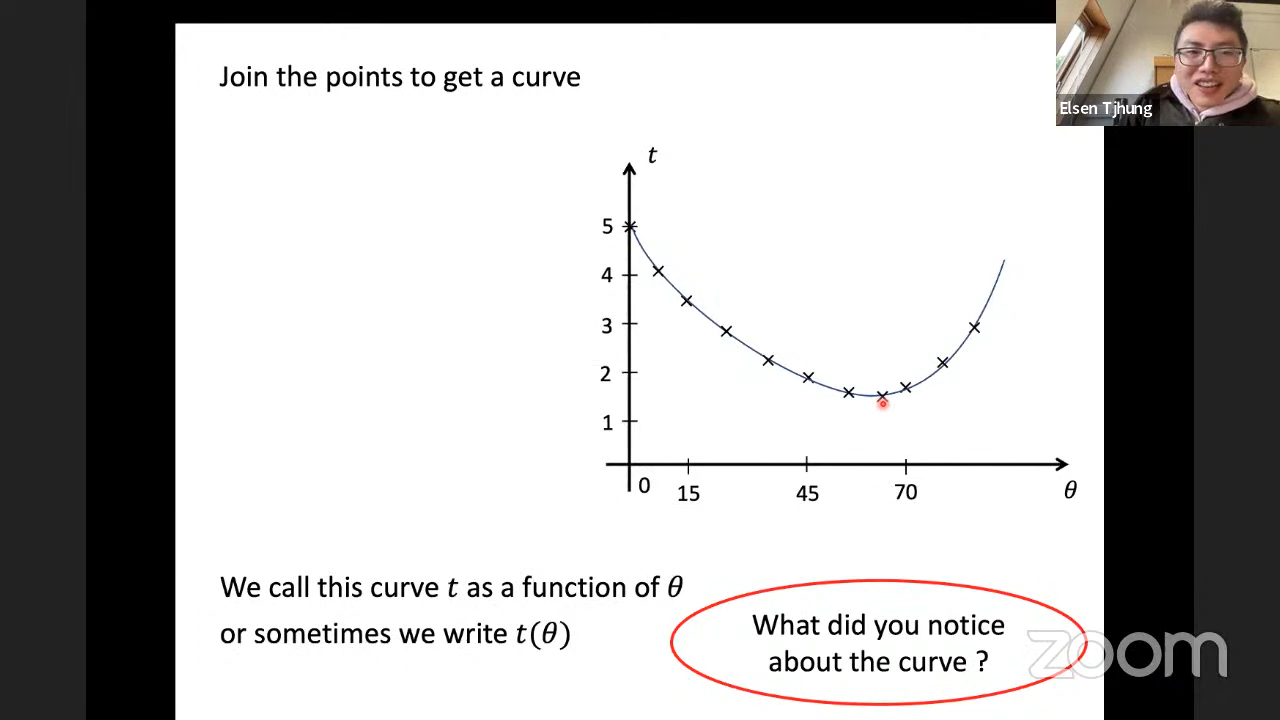 Join the points to get a curve
Elsen Tjhung
t
5
4
3
2
1
0
15
45
70
θ
We call this curve t as a function of θ
or sometimes we write t(θ)
What did you notice
about the curve ?
zoom